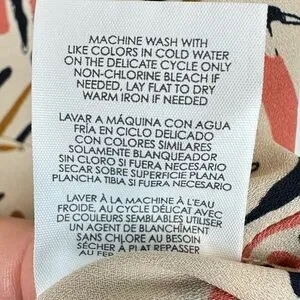 MACHINE WASH WITH
LIKE COLORS IN COLD WATER
ON THE DELICATE CYCLE ONLY
NON-CHLORINE BLEACH IF
NEEDED, LAY FLAT TO DRY
WARM IRON IF NEEDED
LAVAR A MÁQUINA CON AGUA
FRÍA EN CICLO DELICADO
CON COLORES SIMILARES
SOLAMENTE BLANQUEADOR
SIN CLORO SI FUERA NECESARIO
SECAR SOBRE SUPERFICIE PLANA
PLANCHA TIBIA SI FUERA NECESARIO
LAVER À LA MACHINE À L'EAU
FROIDE, AU CYCLE DÉLICAT AVEC
DE COULEURS SEMBLABLES UTILISER
UN AGENT DE BLANCHÎMENT
SANS CHLORE AU BESOIN
SÉCHER À PLAT REPASSER
AU FER